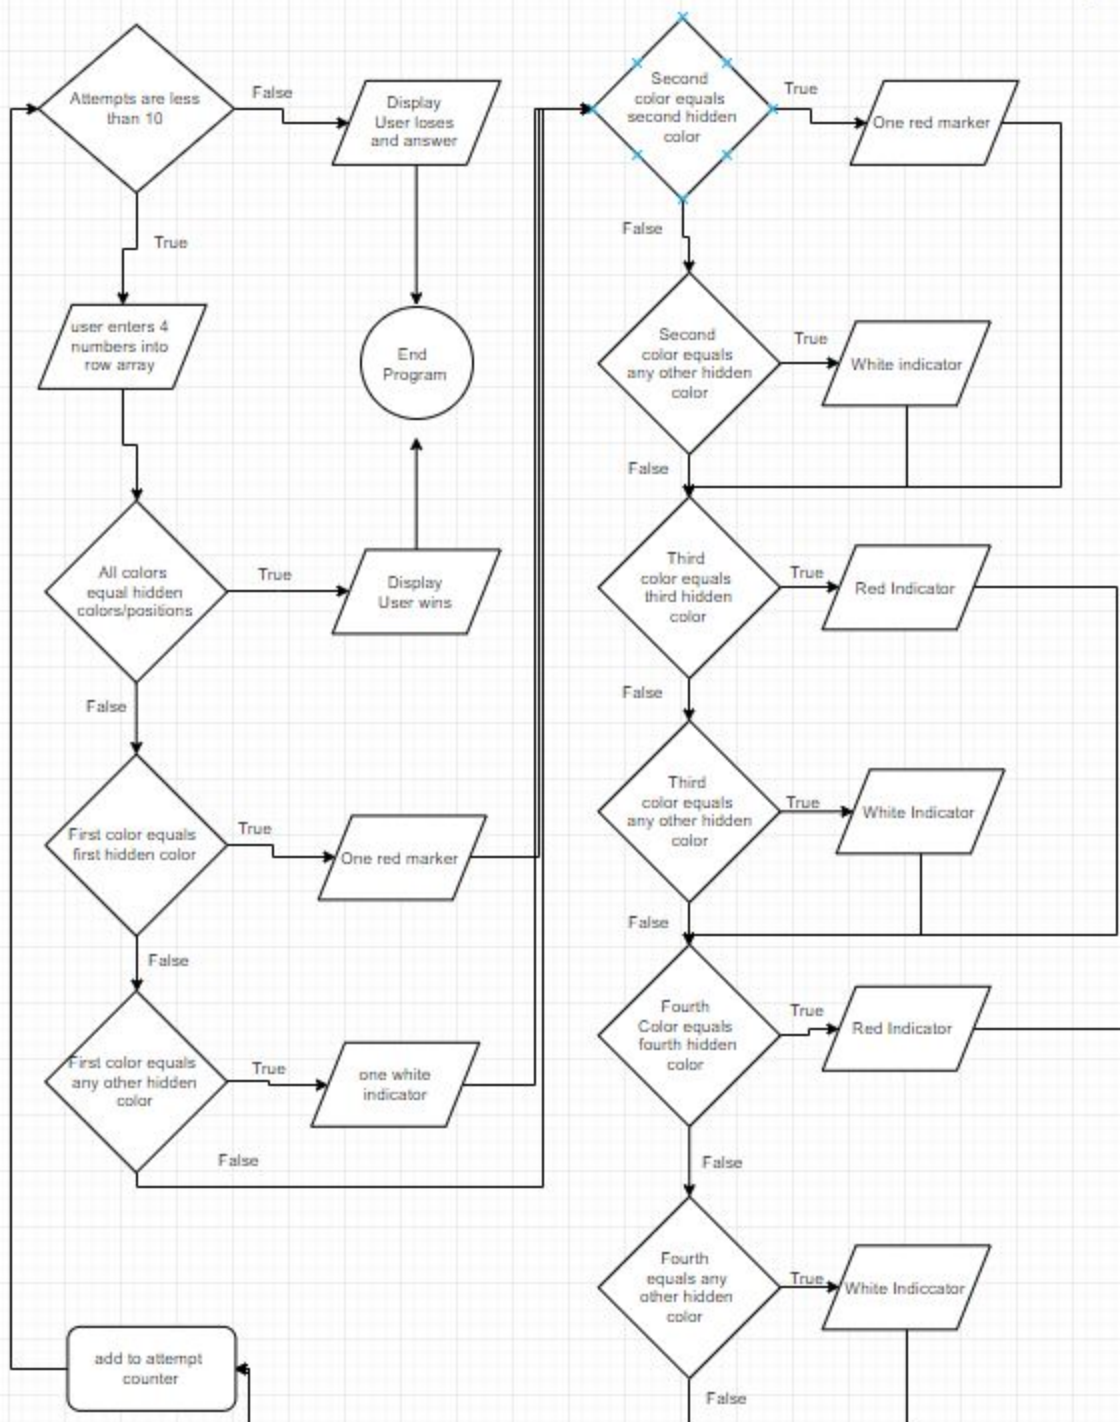 Attempts are less
than 10
False
Display
User loses
and answer
True
user enters 4
numbers into
row array
End
Program
All colors
equal hidden
colors/positions
True
Display
User wins
False
First color equals
first hidden color
True
One red marker
False
First color equals
any other hidden
color
True
one white
indicator
False
add to attempt
counter
Second
color equals
second hidden
color
True
One red marker
False
Second
color equals
any other hidden
color
True
White indicator
False
Third
color equals
third hidden
color
True
Red Indicator
False
Third
color equals
any other hidden
color
True
White Indicator
False
Fourth
Color equals
fourth hidden
color
True
Red Indicator
False
Fourth
equals any
other hidden
color
True
White Indiccator
False